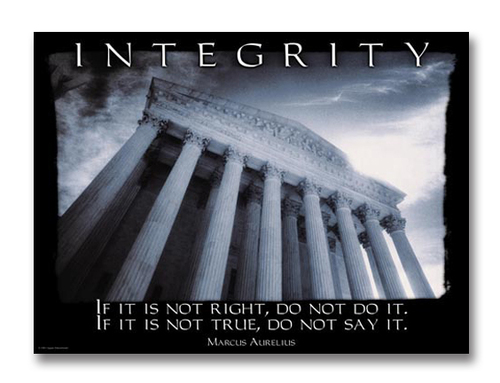 INTEGRITY
IF IT IS NOT RIGHT, DO NOT DO IT.
IF IT IS NOT TRUE, DO NOT SAY IT.
MARCUS AURELIUS